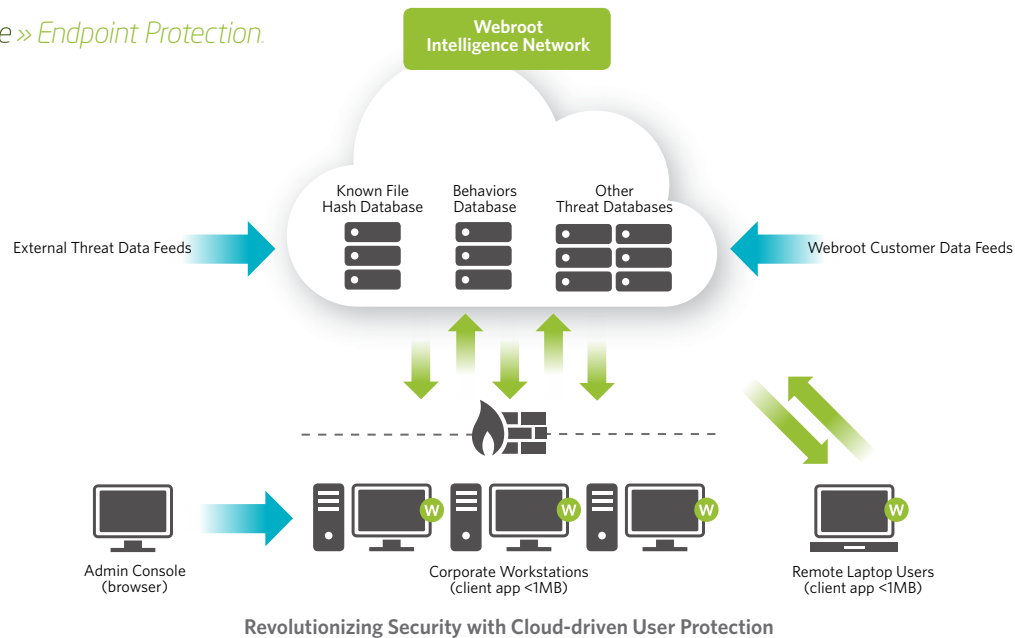 e » Endpoint Protection.
Webroot
Intelligence Network
Known File
Hash Database
Behaviors
Database
Other
Threat Databases
External Threat Data Feeds
Webroot Customer Data Feeds
W
W
W
W
Admin Console
(browser)
Corporate Workstations
(client app <1MB)
Remote Laptop Users
(client app <1MB)
Revolutionizing Security with Cloud-driven User Protection